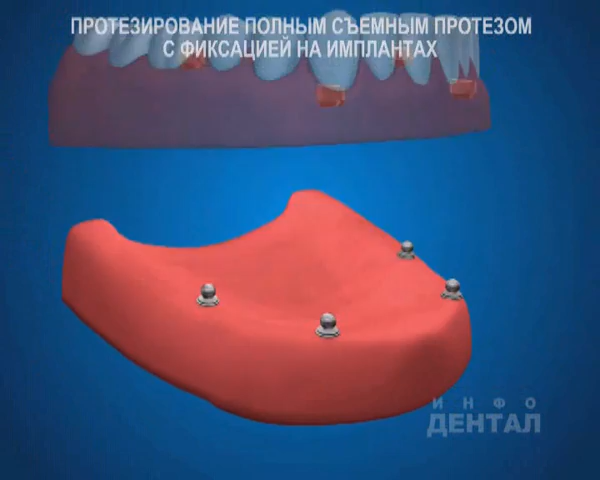 ПРОТЕЗИРОВАНИЕ ПОЛНЫМ СЪЕМНЫМ ПРОТЕЗОМ
С ФИКСАЦИЕЙ НА ИМПЛАНТАХ
ИНФО
ДЕНТАЛ